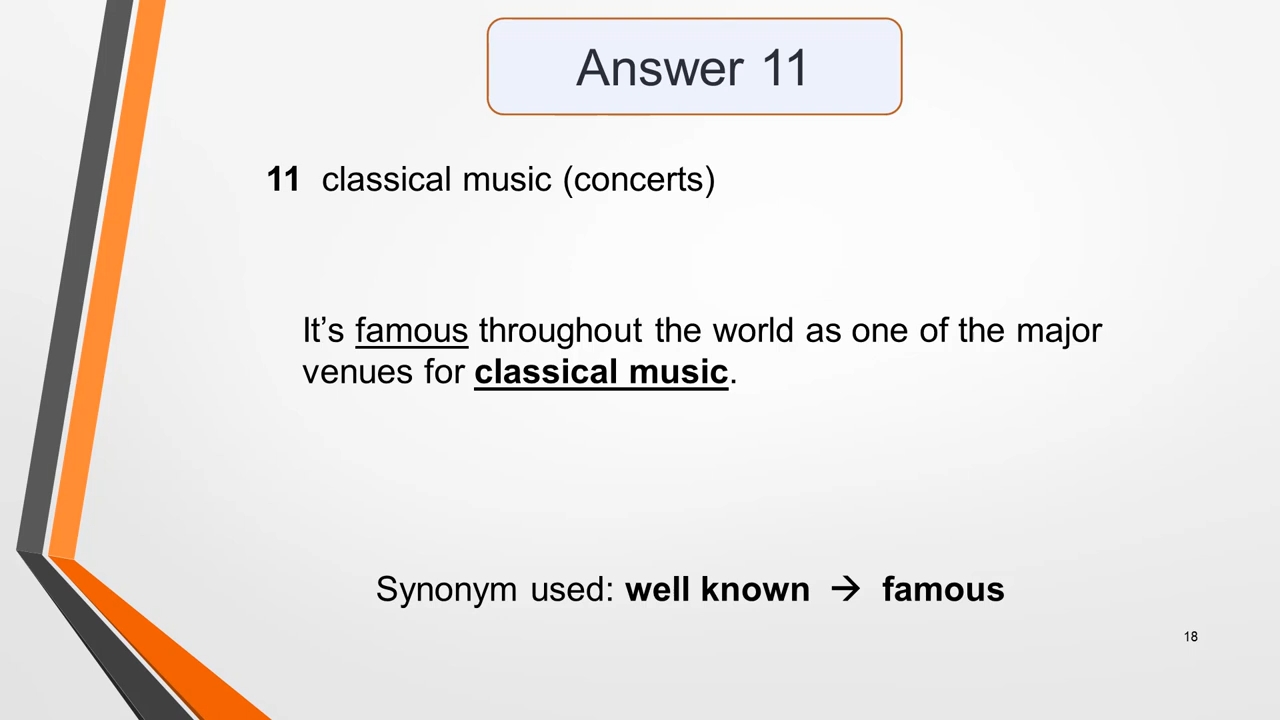 Answer 11
11 classical music (concerts)
It’s famous throughout the world as one of the major
venues for classical music.
Synonym used: well known → famous
18